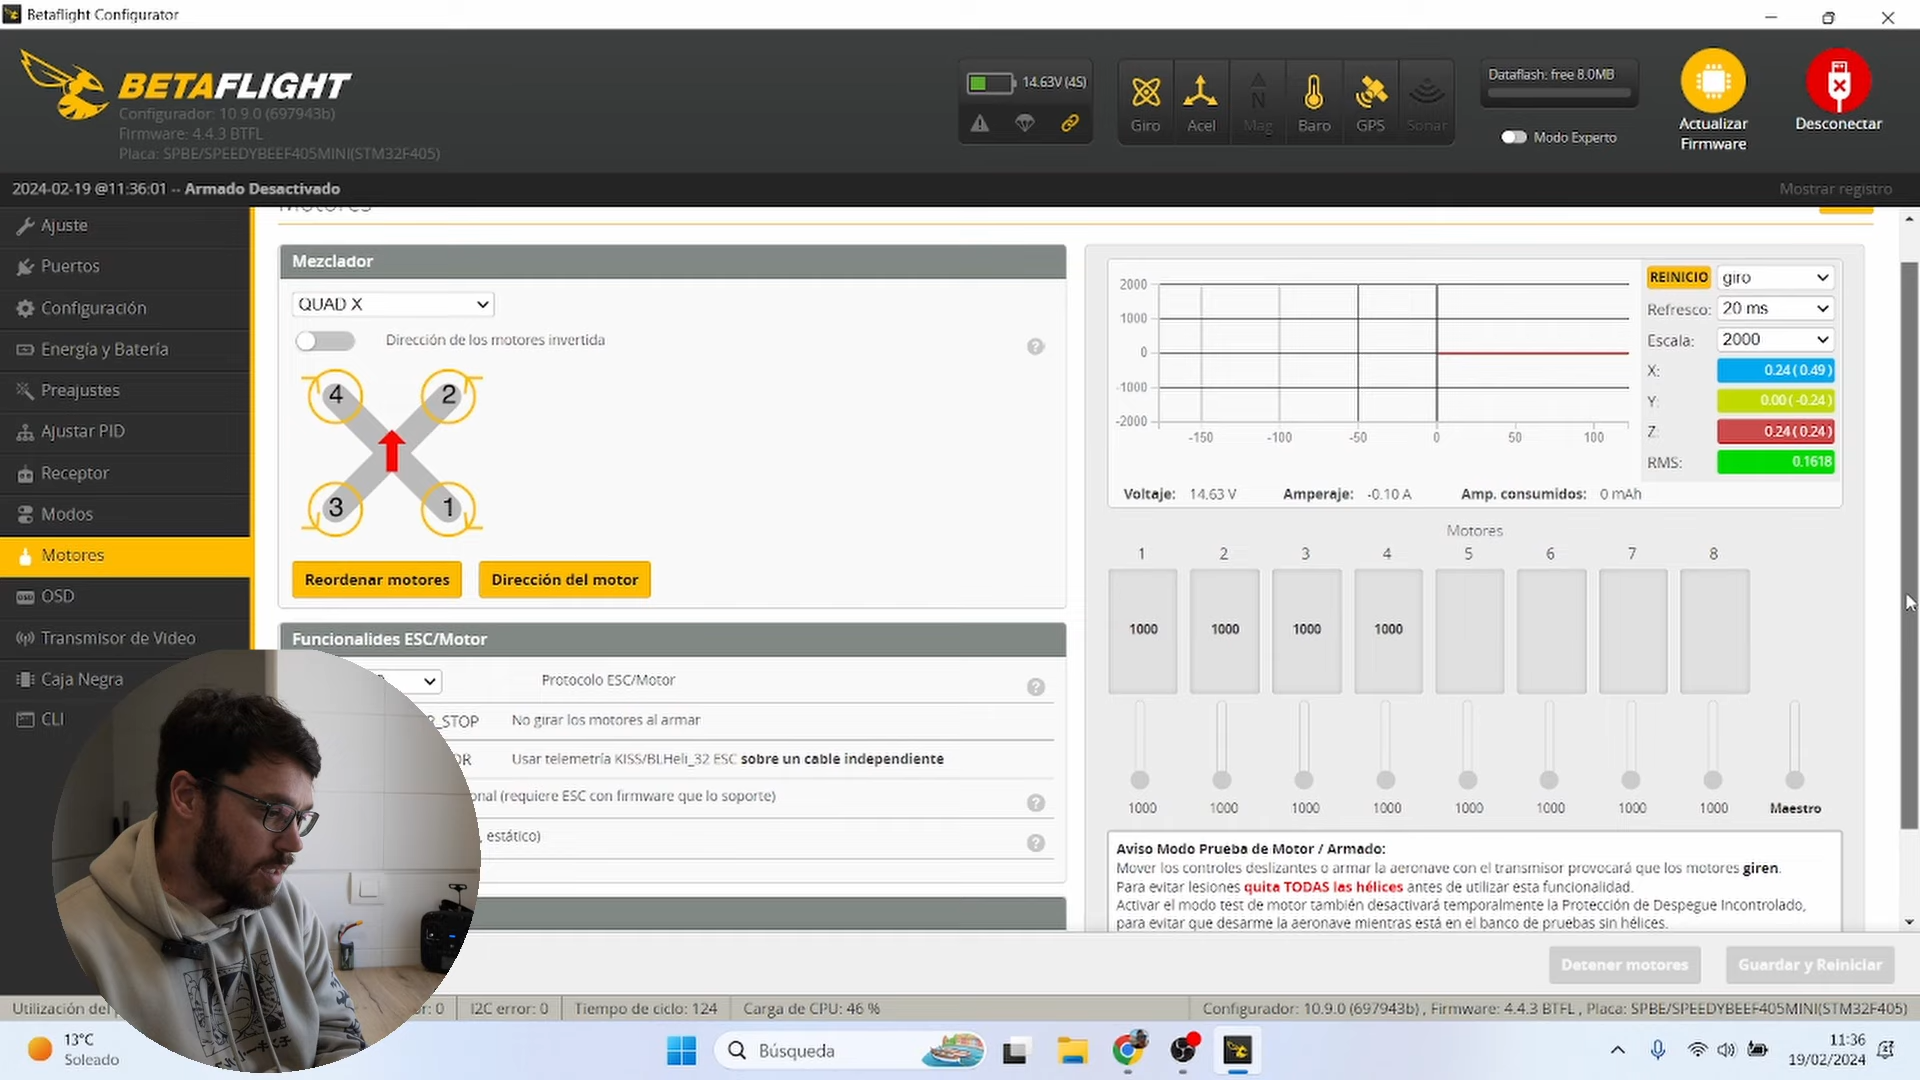 Betaflight Configurator
BETAFLIGHT
Configurador: 10.9.0 (697943b)
Firmware: 4.4.3 BTFL
Placa: SPBE/SPEEDYBEEF405MINI(STM32F405)
14.63V (4S)
Giro
Acel
N
Mag
Baro
GPS
Sonar
Dataflash: free 8.0MB
Modo Experto
Actualizar
Firmware
Desconectar
2024-02-19 @11:36:01 -- Armado Desactivado
Mostrar registro
Ajuste
Puertos
Configuración
Energía y Batería
Preajustes
Ajustar PID
Receptor
Modos
Motores
OSD
Transmisor de Video
Caja Negra
CLI
Motores
Mezclador
QUAD X
Dirección de los motores invertida
?
4
2
3
1
Reordenar motores
Dirección del motor
Funcionalides ESC/Motor
Protocolo ESC/Motor
?
R_STOP No girar los motores al armar
OR Usar telemetría KISS/BLHeli_32 ESC sobre un cable independiente
onal (requiere ESC con firmware que lo soporte)
?
, estático)
?
2000
1000
0
-1000
-2000
-150 -100 -50 0 50 100
REINICIO giro
Refresco: 20 ms
Escala: 2000
X: 0.24 ( 0.49 )
Y: 0.00 ( -0.24 )
Z: 0.24 ( 0.24 )
RMS: 0.1618
Voltaje: 14.63 V Amperaje: -0.10 A Amp. consumidos: 0 mAh
Motores
1 2 3 4 5 6 7 8
1000 1000 1000 1000
1000 1000 1000 1000 1000 1000 1000 1000 Maestro
Aviso Modo Prueba de Motor / Armado:
Mover los controles deslizantes o armar la aeronave con el transmisor provocará que los motores giren.
Para evitar lesiones quita TODAS las hélices antes de utilizar esta funcionalidad.
Activar el modo test de motor también desactivará temporalmente la Protección de Despegue Incontrolado,
para evitar que desarme la aeronave mientras está en el banco de pruebas sin hélices.
Detener motores
Guardar y Reiniciar
Utilización del r: 0 I2C error: 0 Tiempo de ciclo: 124 Carga de CPU: 46 %
Configurador: 10.9.0 (697943b) , Firmware: 4.4.3 BTFL , Placa: SPBE/SPEEDYBEEF405MINI(STM32F405)
13°C
Soleado
Búsqueda
11:36
19/02/2024